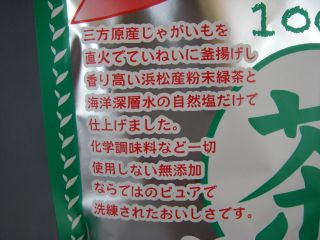 100
三方原産じゃがいもを
直火でていねいに釜揚げし
香り高い浜松産粉末緑茶と
海洋深層水の自然塩だけで
仕上げました。
化学調味料など一切
使用しない無添加
ならではのピュアで
洗練されたおいしさです。
茶